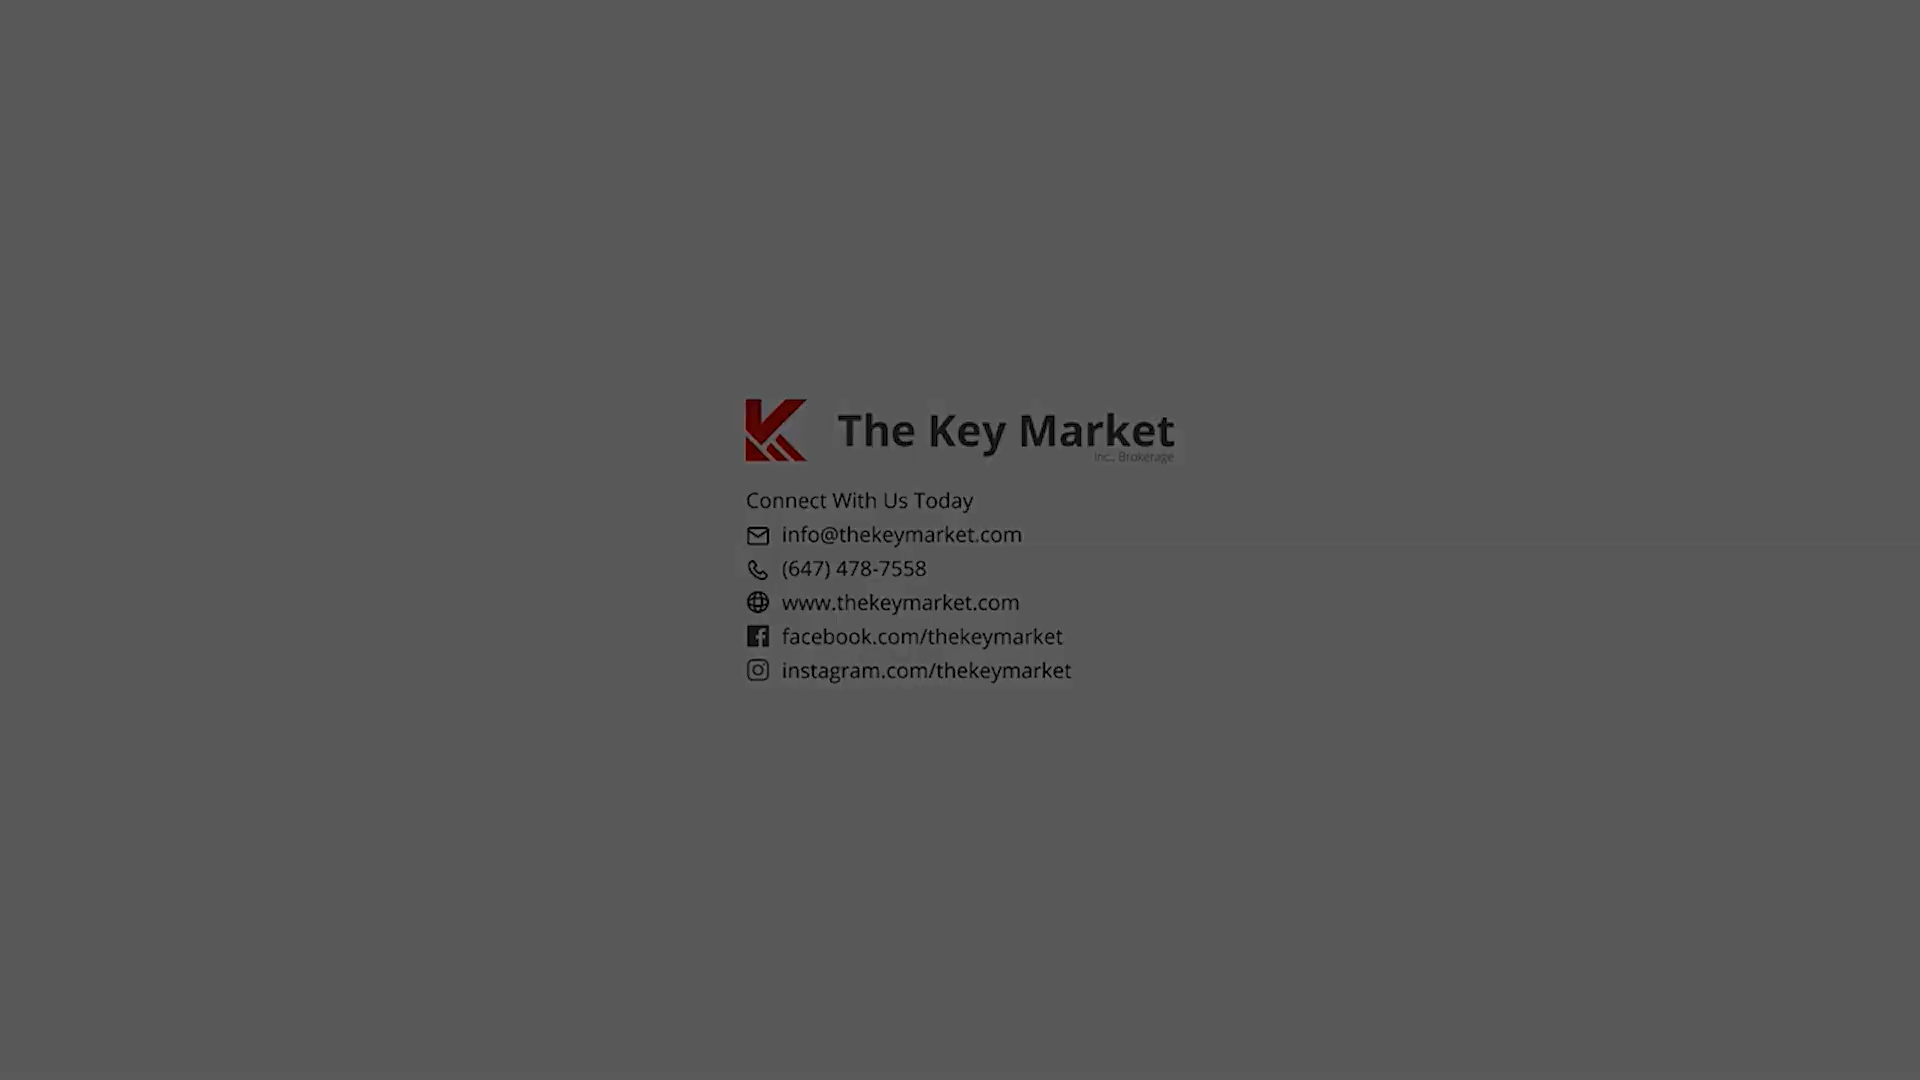 The Key Market
Inc., Brokerage
Connect With Us Today
info@thekeymarket.com
(647) 478-7558
www.thekeymarket.com
facebook.com/thekeymarket
instagram.com/thekeymarket